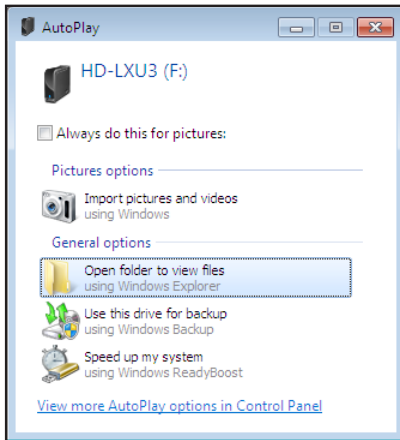 AutoPlay
HD-LXU3 (F:)
Always do this for pictures:
Pictures options
Import pictures and videos
using Windows
General options
Open folder to view files
using Windows Explorer
Use this drive for backup
using Windows Backup
Speed up my system
using Windows ReadyBoost
View more AutoPlay options in Control Panel